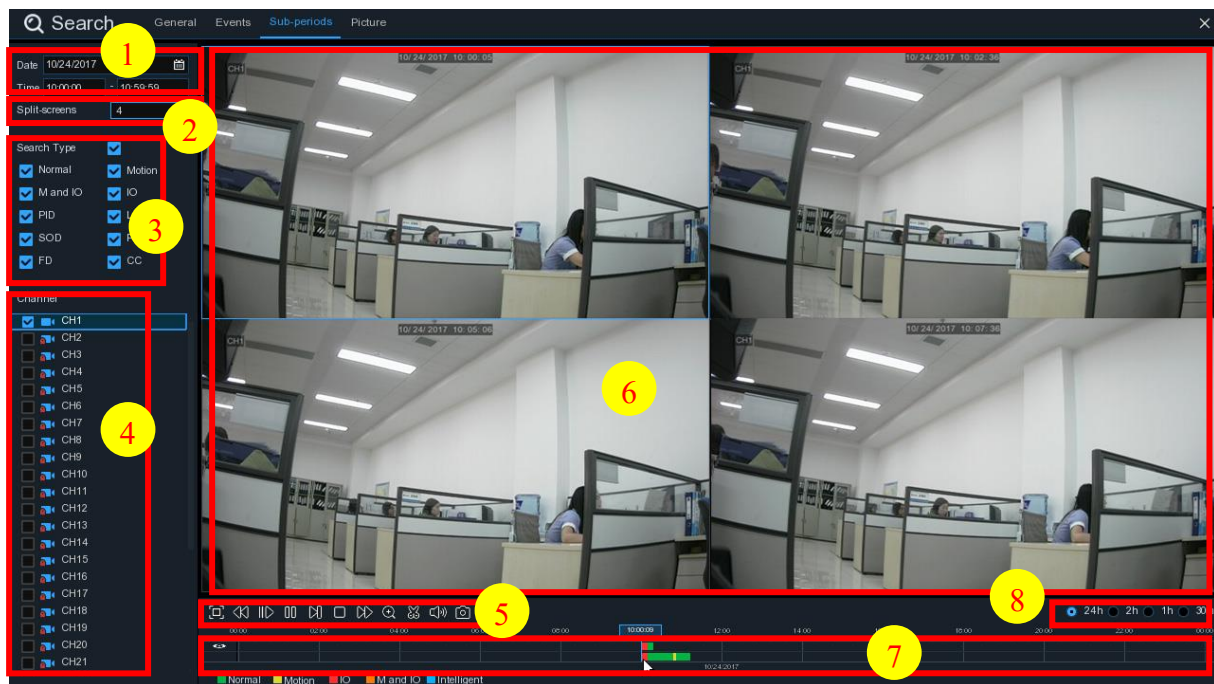 Search General Events Sub-periods Picture
Date 10/24/2017
Time 10:00:00 - 10:59:59
Split-screens 4
Search Type
Normal Motion
M and IO IO
PID
SOD
FD CC
Channel
CH1
CH2
CH3
CH4
CH5
CH6
CH7
CH8
CH9
CH10
CH11
CH12
CH13
CH14
CH15
CH16
CH17
CH18
CH19
CH20
CH21
1
2
3
4
CH1 10/24/2017 10:00:05
CH1 10/24/2017 10:02:36
CH1 10/24/2017 10:05:06
CH1 10/24/2017 10:07:36
6
5
8
24h 2h 1h
00:00 02:00 04:00 08:00 10:00:09 12:00 14:00 18:00 20:00 22:00
7
10/24/2017
Normal Motion IO M and IO Intelligent